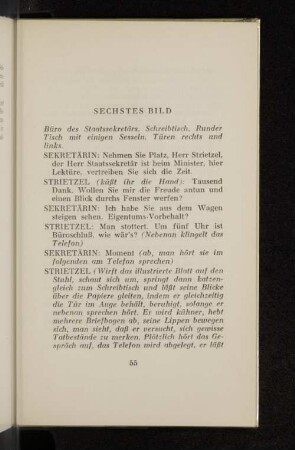 SECHSTES BILD
Büro des Staatssekretärs. Schreibtisch. Runder
Tisch mit einigen Sesseln. Türen rechts und
links.
SEKRETÄRIN: Nehmen Sie Platz, Herr Strietzel,
der Herr Staatssekretär ist beim Minister, hier
Lektüre, vertreiben Sie sich die Zeit.
STRIETZEL (küßt ihr die Hand): Tausend
Dank. Wollen Sie mir die Freude antun und
einen Blick durchs Fenster werfen?
SEKRETÄRIN: Ich habe Sie aus dem Wagen
steigen sehen. Eigentums-Vorbehalt?
STRIETZEL: Man stottert. Um fünf Uhr ist
Büroschluß, wie wär's? (Nebenan klingelt das
Telefon)
SEKRETÄRIN: Moment (ab, man hört sie im
folgenden am Telefon sprechen)
STRIETZEL (Wirft das illustrierte Blatt auf den
Stuhl, schaut sich um, springt dann katzen-
gleich zum Schreibtisch und läßt seine Blicke
über die Papiere gleiten, indem er gleichzeitig
die Tür im Auge behält, beruhigt, solange er
nebenan sprechen hört. Er wird kühner, hebt
mehrere Briefbogen ab, seine Lippen bewegen
sich, man sieht, daß er versucht, sich gewisse
Tatbestände zu merken. Plötzlich hört das Ge-
spräch auf, das Telefon wird abgelegt, er läßt
55